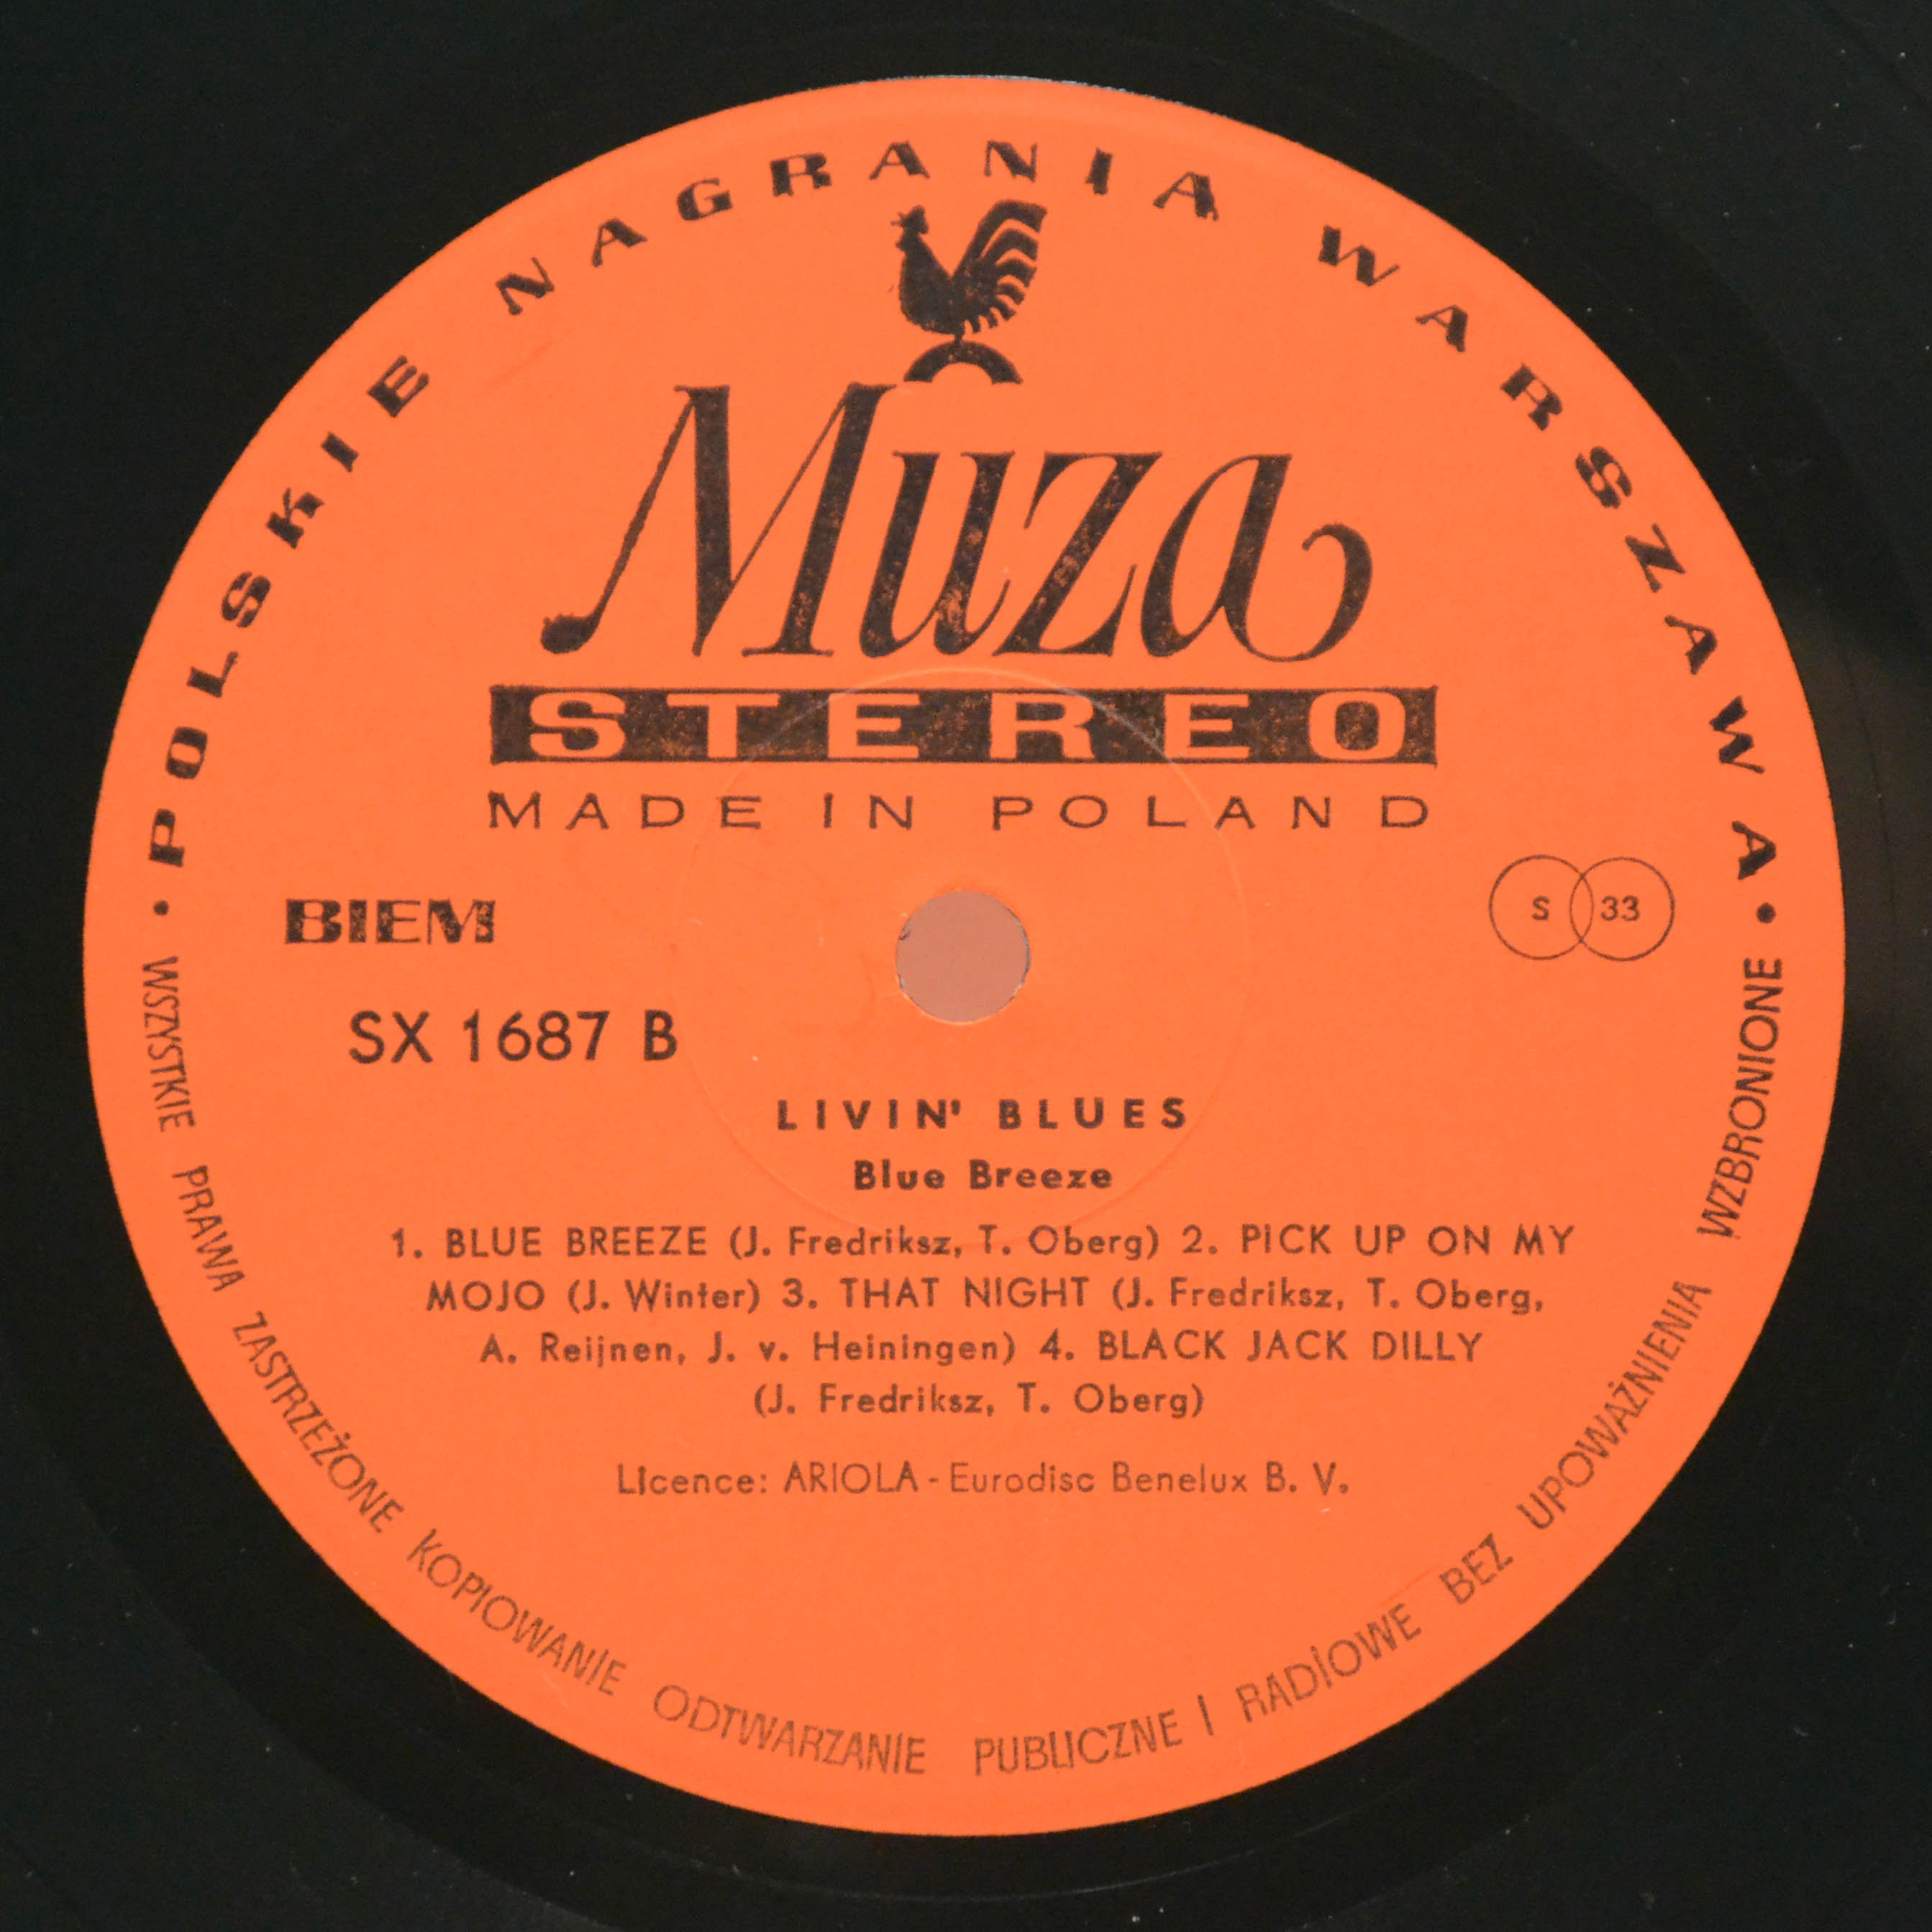 • POLSKIE NAGRANIA WARSZAWA •
Muza
STEREO
MADE IN POLAND
BIEM
S 33
SX 1687 B
LIVIN' BLUES
Blue Breeze
1. BLUE BREEZE (J. Fredriksz, T. Oberg) 2. PICK UP ON MY
MOJO (J. Winter) 3. THAT NIGHT (J. Fredriksz, T. Oberg,
A. Reijnen, J. v. Heiningen) 4. BLACK JACK DILLY
(J. Fredriksz, T. Oberg)
Licence: ARIOLA - Eurodisc Benelux B. V.
WSZYSTKIE PRAWA ZASTRZEŻONE KOPIOWANIE ODTWARZANIE PUBLICZNE I RADIOWE BEZ UPOWAŻNIENIA WZBRONIONE